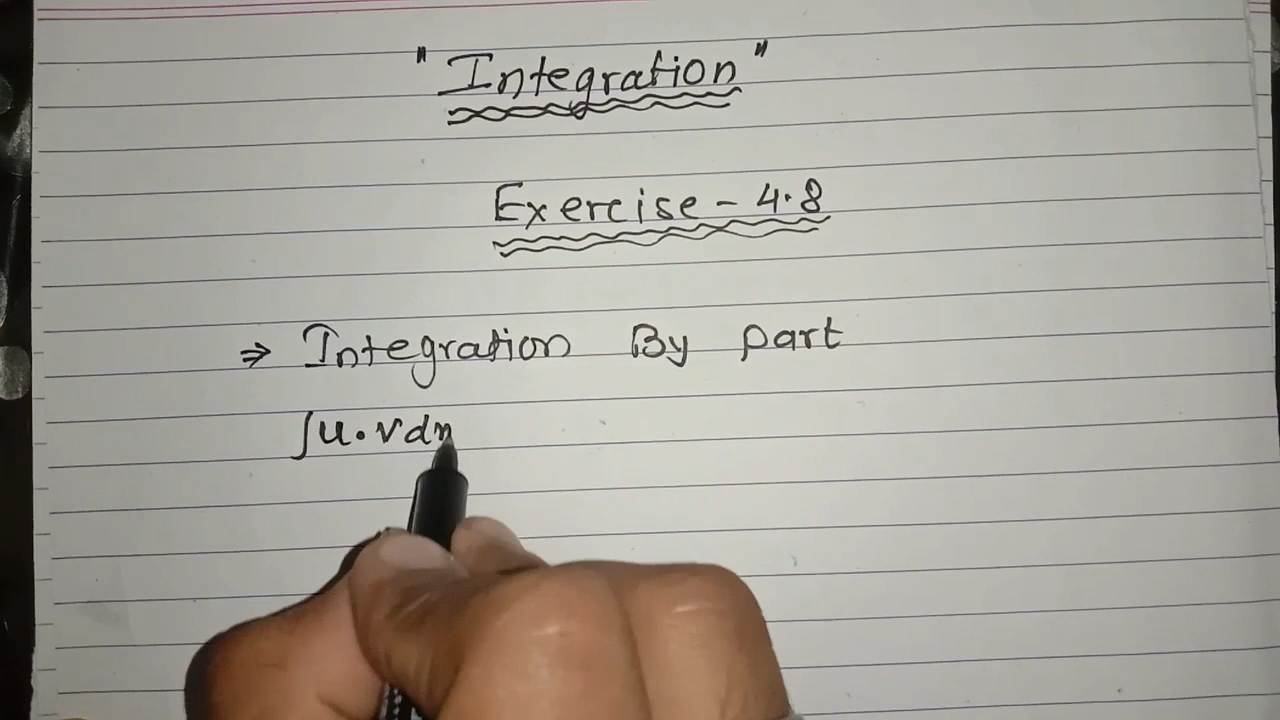 "Integration"
Exercise - 4.8
⇒ Integration By part
∫u.vdx